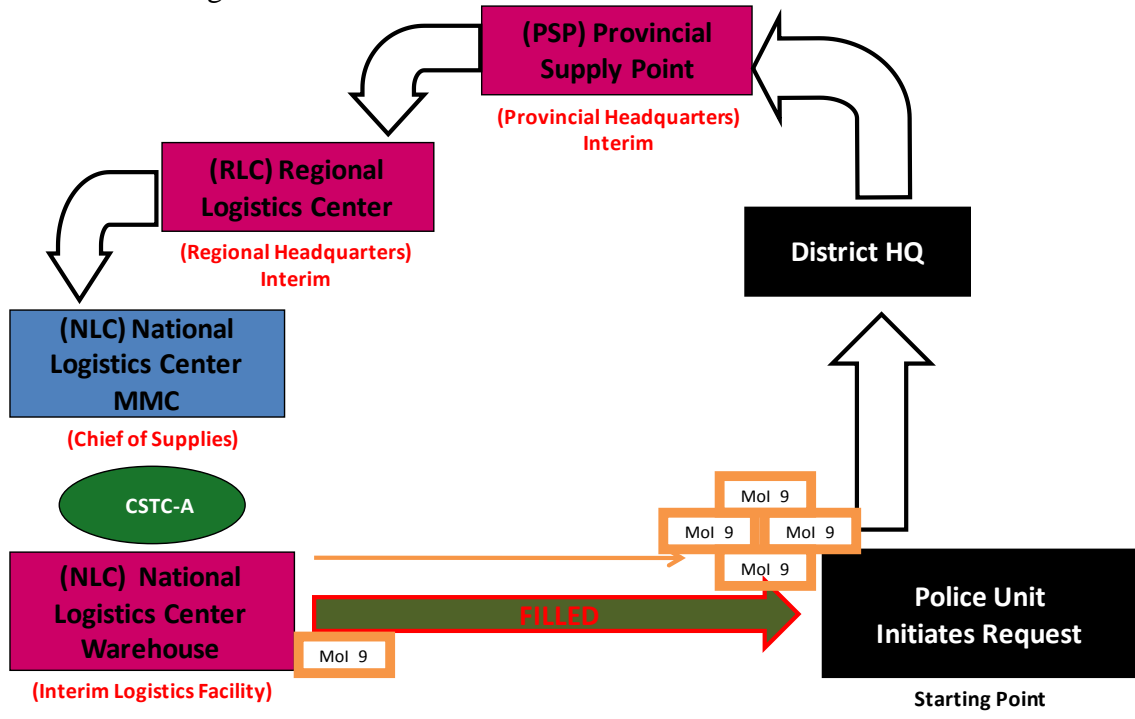 (PSP) Provincial
Supply Point
(Provincial Headquarters)
Interim
(RLC) Regional
Logistics Center
(Regional Headquarters)
Interim
District HQ
(NLC) National
Logistics Center
MMC
(Chief of Supplies)
CSTC-A
MoI 9
MoI 9
MoI 9
MoI 9
(NLC) National
Logistics Center
Warehouse
(Interim Logistics Facility)
MoI 9
FILLED
Police Unit
Initiates Request
Starting Point